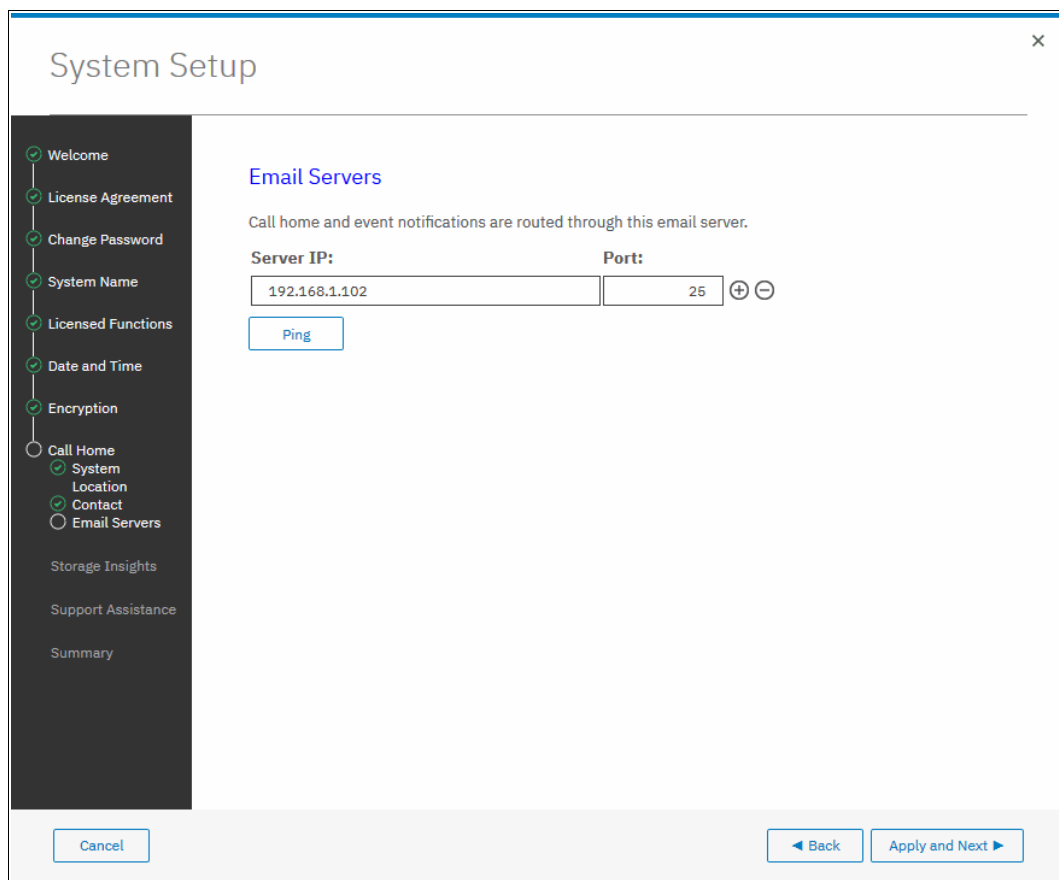 System Setup
Welcome
License Agreement
Change Password
System Name
Licensed Functions
Date and Time
Encryption
Call Home
System
Location
Contact
Email Servers
Storage Insights
Support Assistance
Summary
Email Servers
Call home and event notifications are routed through this email server.
Server IP: Port:
192.168.1.102 25
Ping
Cancel Back Apply and Next